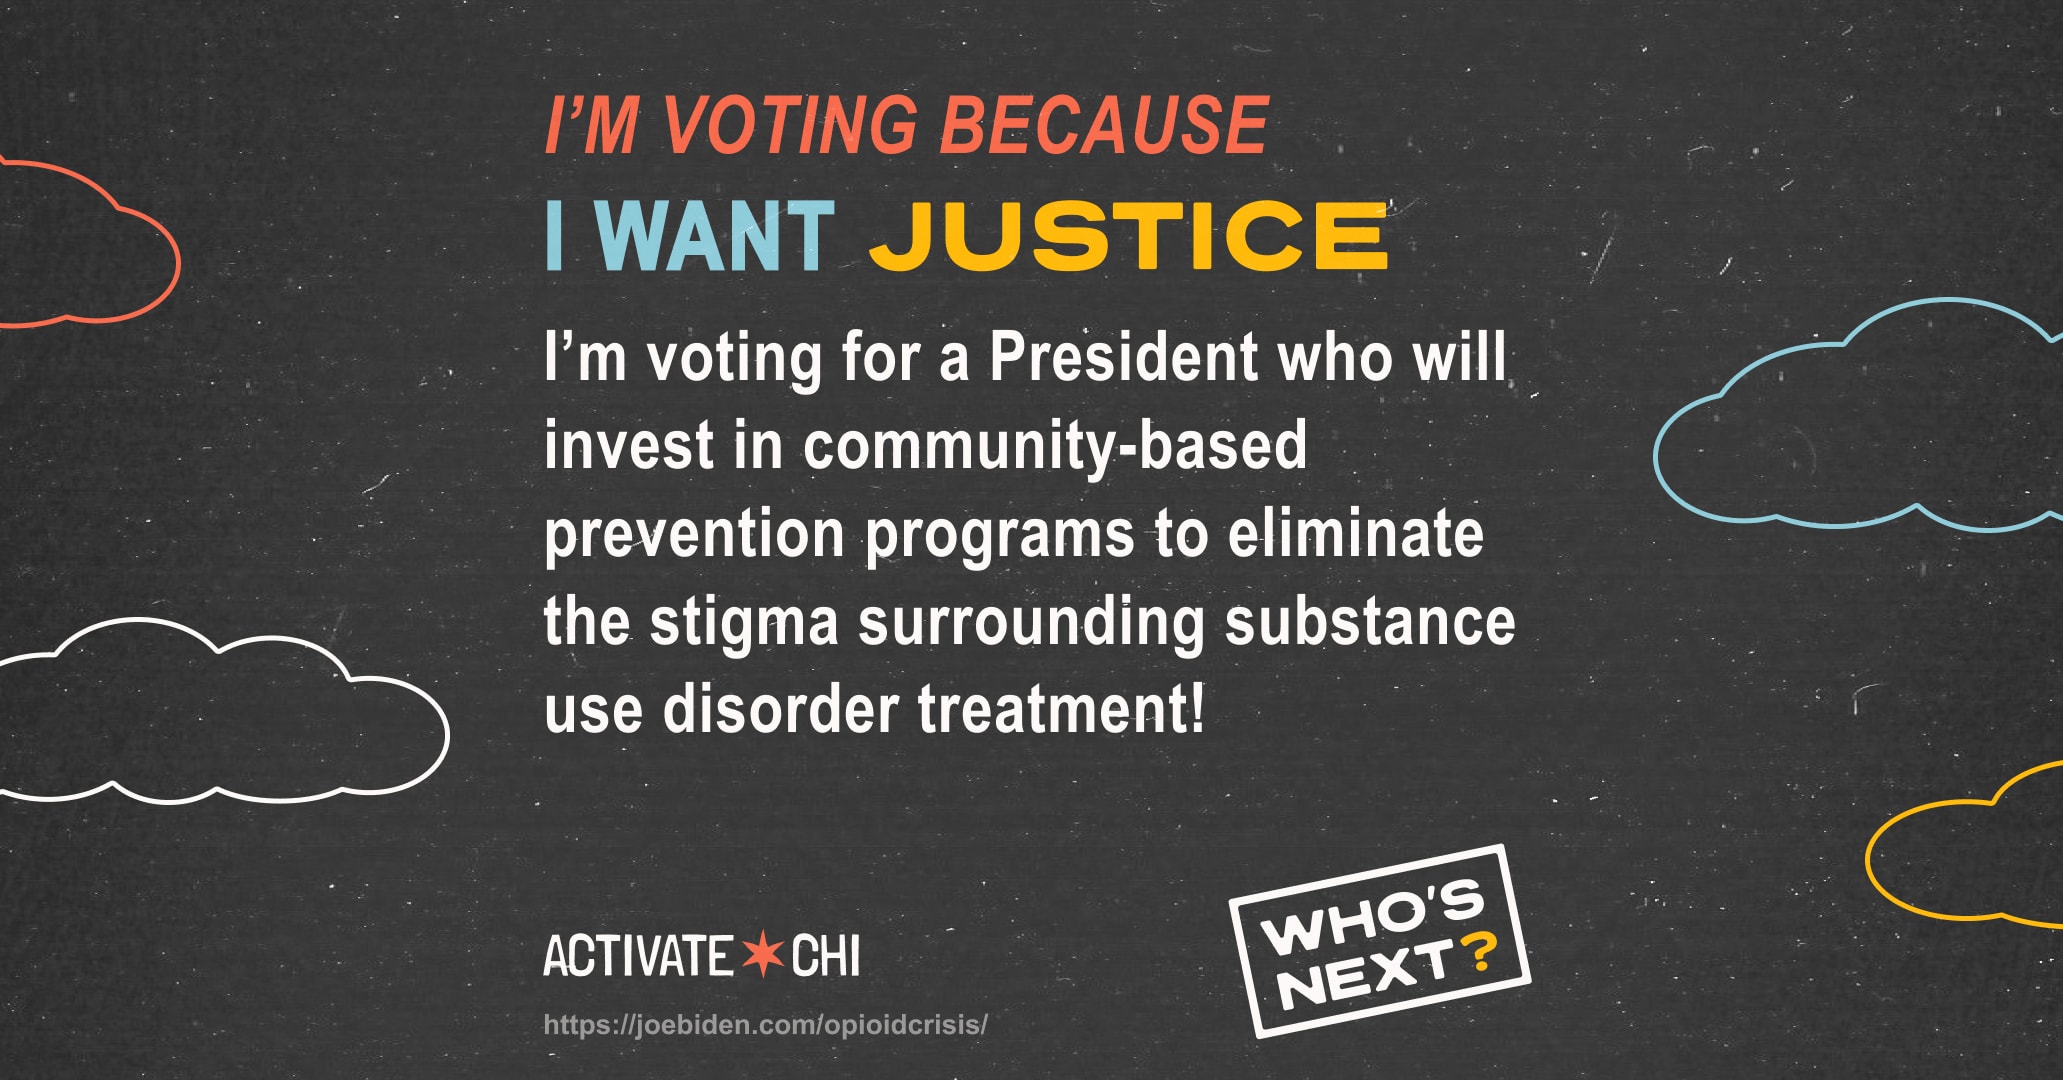 I'M VOTING BECAUSE
I WANT JUSTICE
I'm voting for a President who will
invest in community-based
prevention programs to eliminate
the stigma surrounding substance
use disorder treatment!
ACTIVATE CHI
https://joebiden.com/opioidcrisis/
WHO'S
NEXT?